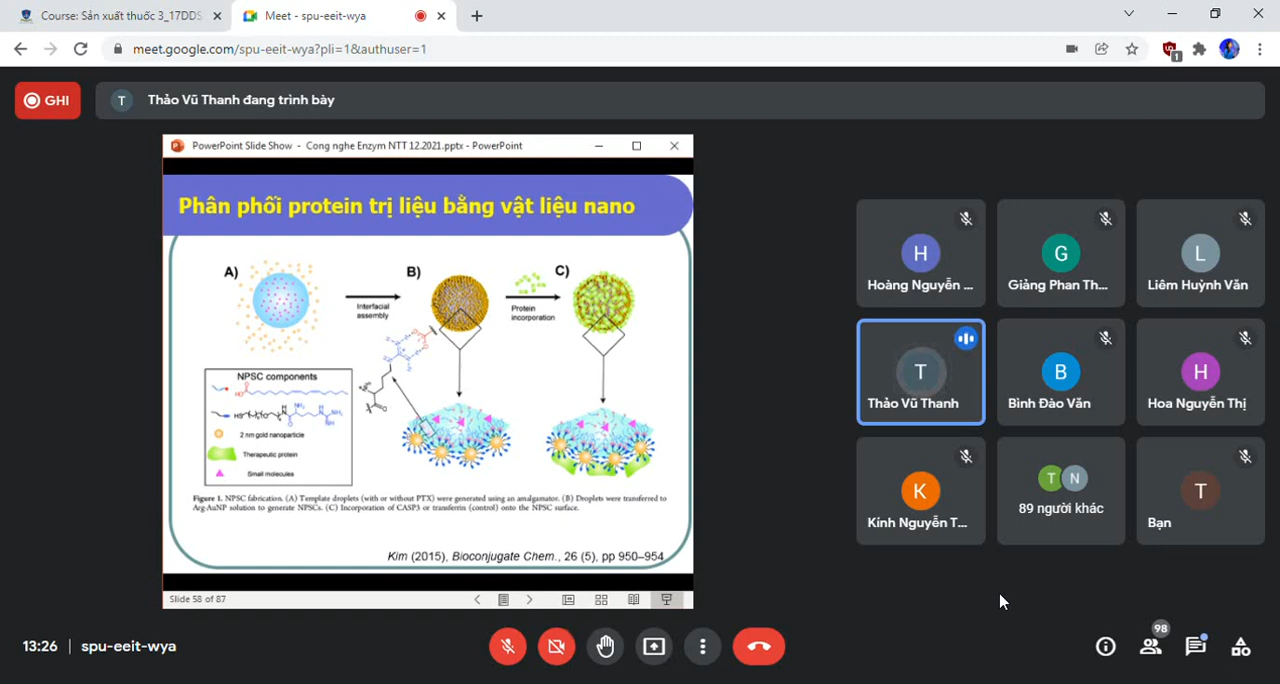 Course: Sản xuất thuốc 3_17DDS
Meet - spu-eeit-wya
meet.google.com/spu-eeit-wya?pli=1&authuser=1
1
GHI
T
Thảo Vũ Thanh đang trình bày
PowerPoint Slide Show - Cong nghe Enzym NTT 12.2021.pptx - PowerPoint
Phân phối protein trị liệu bằng vật liệu nano
A)
B)
C)
Interfacial
assembly
Protein
incorporation
NPSC components
2 nm gold nanoparticle
Therapeutic protein
Small molecules
Figure 1. NPSC fabrication. (A) Template droplets (with or without PTX) were generated using an amalgamator. (B) Droplets were transferred to
Arg-AuNP solution to generate NPSCs. (C) Incorporation of CASP3 or transferrin (control) onto the NPSC surface.
Kim (2015), Bioconjugate Chem., 26 (5), pp 950–954
Slide 58 of 87
H
Hoàng Nguyễn ...
G
Giảng Phan Th...
L
Liêm Huỳnh Văn
T
Thảo Vũ Thanh
B
Bình Đào Văn
H
Hoa Nguyễn Thị
K
Kính Nguyễn T...
T N
89 người khác
T
Bạn
13:26 | spu-eeit-wya
98